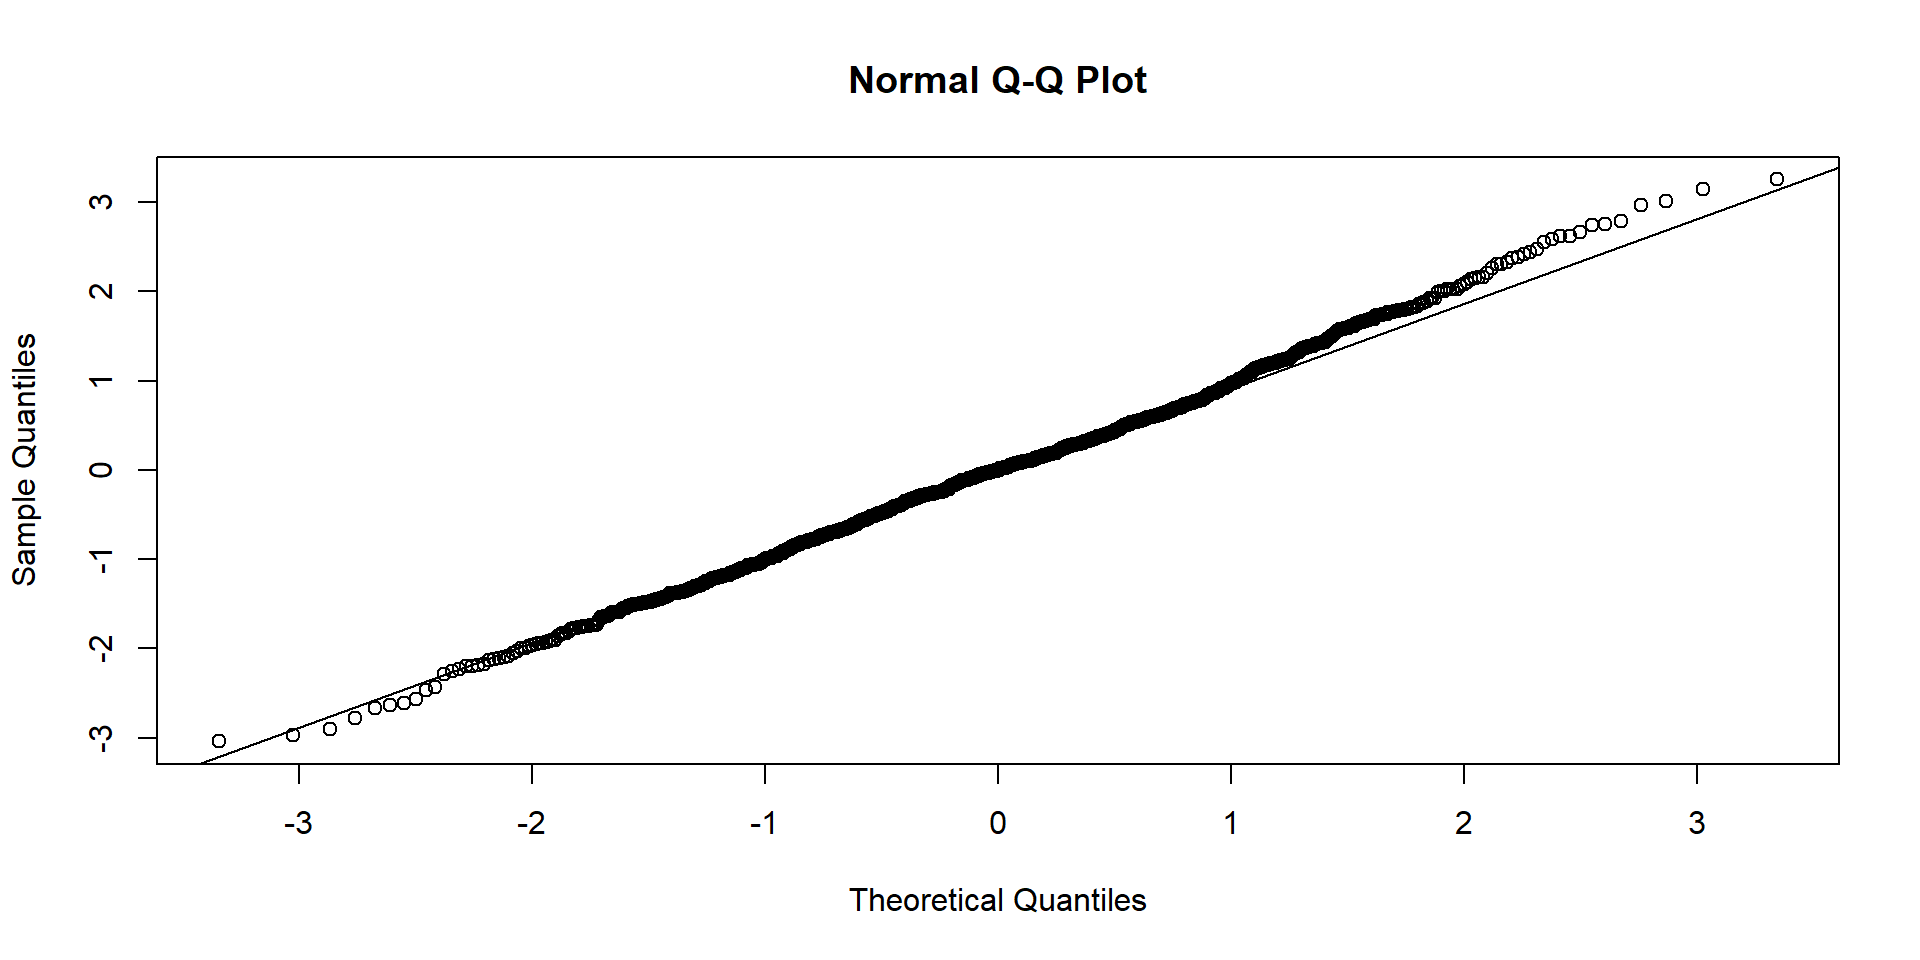 Normal Q-Q Plot
Sample Quantiles
3
2
1
0
-1
-2
-3
-3 -2 -1 0 1 2 3
Theoretical Quantiles